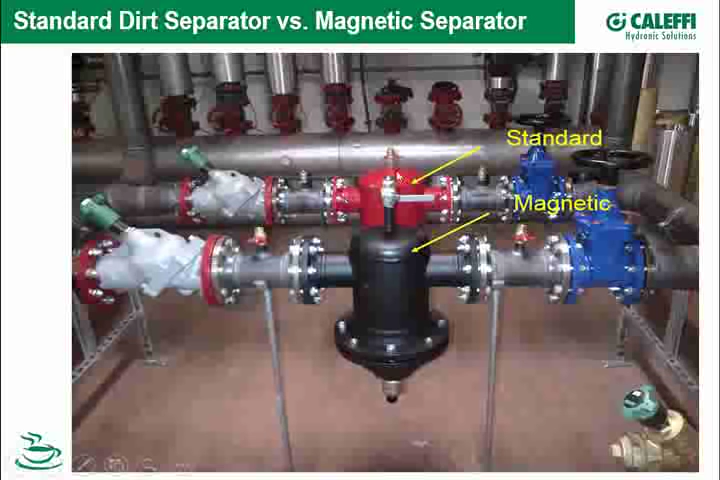 Standard Dirt Separator vs. Magnetic Separator
CALEFFI
Hydronic Solutions
Standard
Magnetic